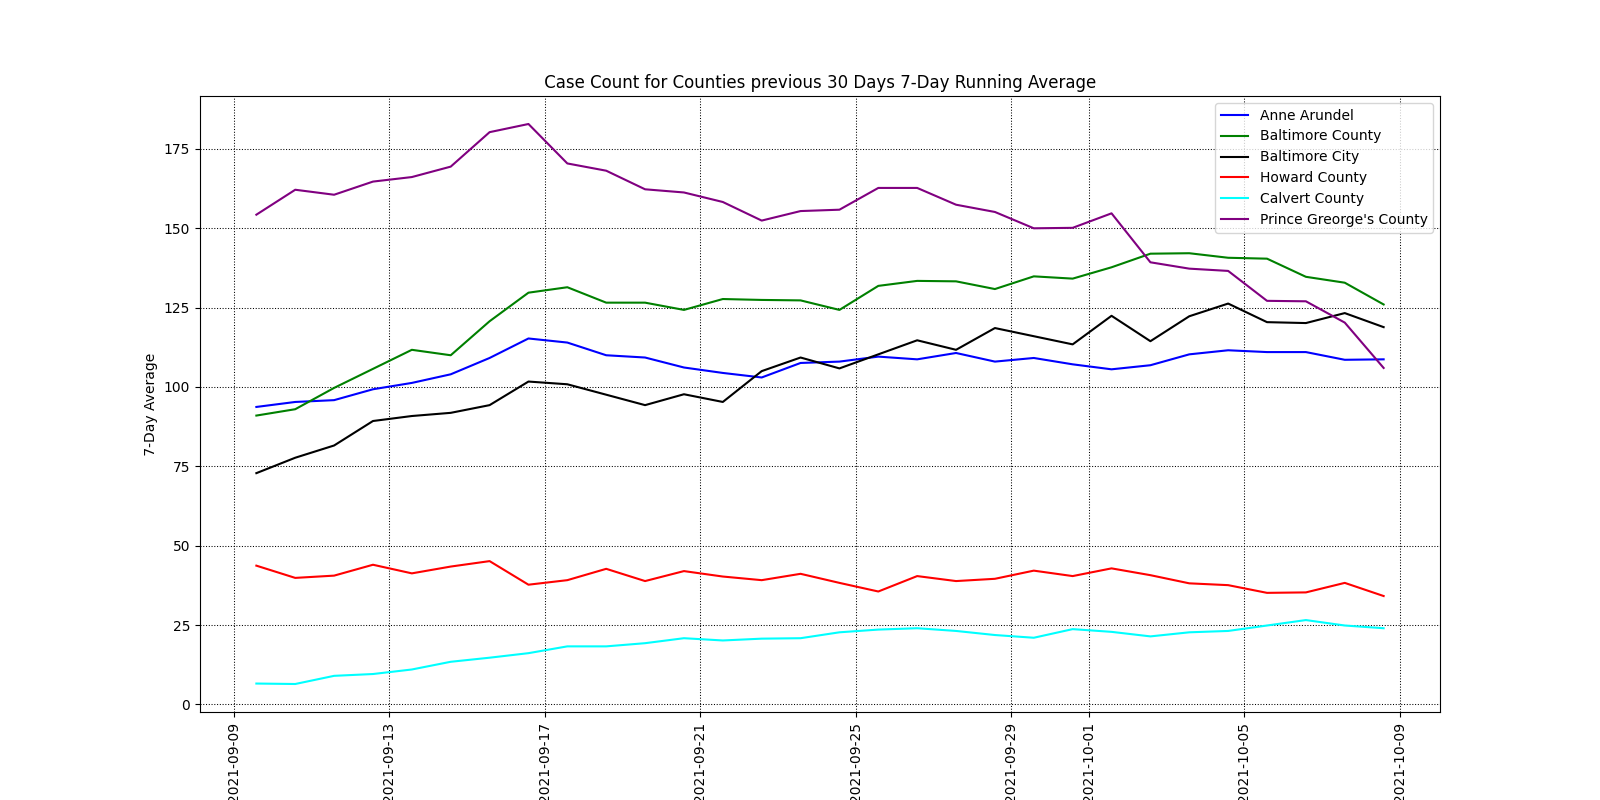 Case Count for Counties previous 30 Days 7-Day Running Average
Anne Arundel
Baltimore County
Baltimore City
Howard County
Calvert County
Prince Greorge's County
7-Day Average
175
150
125
100
75
50
25
0
2021-09-09
2021-09-13
2021-09-17
2021-09-21
2021-09-25
2021-09-29
2021-10-01
2021-10-05
2021-10-09